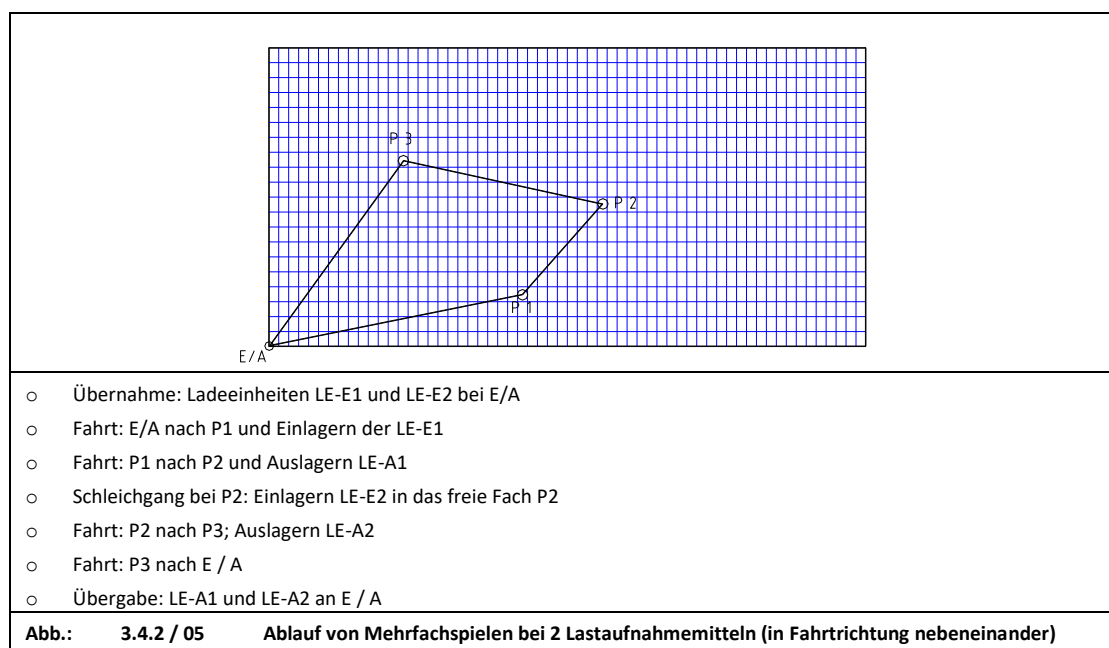 P 3
P 2
P 1
E/A
o Übernahme: Ladeeinheiten LE-E1 und LE-E2 bei E/A
o Fahrt: E/A nach P1 und Einlagern der LE-E1
o Fahrt: P1 nach P2 und Auslagern LE-A1
o Schleichgang bei P2: Einlagern LE-E2 in das freie Fach P2
o Fahrt: P2 nach P3; Auslagern LE-A2
o Fahrt: P3 nach E / A
o Übergabe: LE-A1 und LE-A2 an E / A
Abb.: 3.4.2 / 05 Ablauf von Mehrfachspielen bei 2 Lastaufnahmemitteln (in Fahrtrichtung nebeneinander)